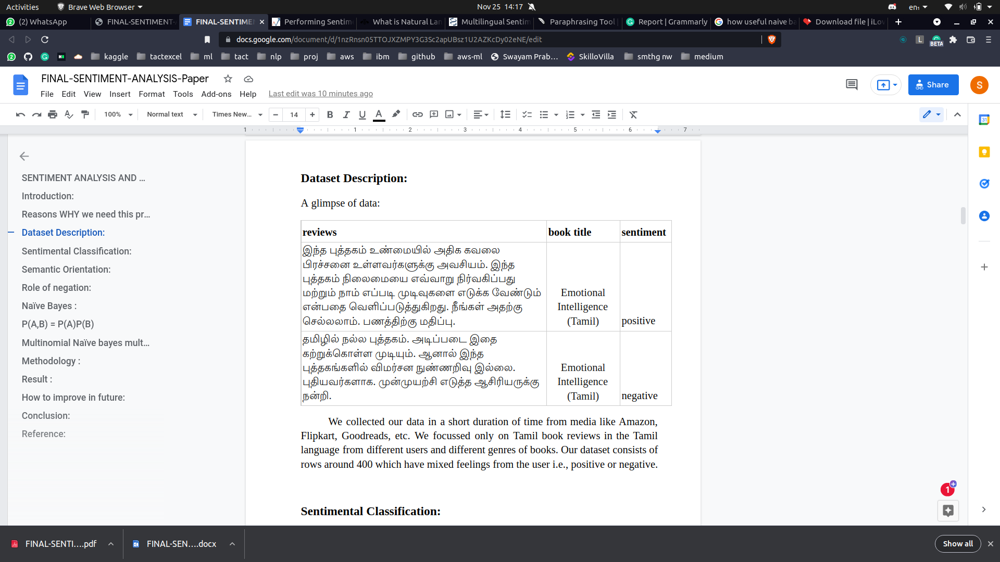 Activities
Brave Web Browser
Nov 25 14:17
en₁
(2) WhatsApp
FINAL-SENTIMENT-
FINAL-SENTIME
Performing Sentim
What is Natural Lan
Multilingual Sentim
Paraphrasing Tool |
Report | Grammarly
how useful naive ba
Download file | iLov
docs.google.com/document/d/1nzRnsn05TTOJXZMPY3G3Sc2apUBsz1U2AZKcDy02eNE/edit
L
BETA
kaggle
tactexcel
ml
tact
nlp
proj
aws
ibm
github
aws-ml
Swayam Prab...
SkilloVilla
smthg nw
medium
FINAL-SENTIMENT-ANALYSIS-Paper
File Edit View Insert Format Tools Add-ons Help
Last edit was 10 minutes ago
Share
S
100%
Normal text
Times New...
14
1 1 2 3 4 5 6 7
31
SENTIMENT ANALYSIS AND ...
Introduction:
Reasons WHY we need this pr...
Dataset Description:
Sentimental Classification:
Semantic Orientation:
Role of negation:
Naïve Bayes :
P(A,B) = P(A)P(B)
Multinomial Naïve bayes mult...
Methodology :
Result :
How to improve in future:
Conclusion:
Reference:
Dataset Description:
A glimpse of data:
reviews
book title
sentiment
இந்த புத்தகம் உண்மையில் அதிக கவலை
பிரச்சனை உள்ளவர்களுக்கு அவசியம். இந்த
புத்தகம் நிலைமையை எவ்வாறு நிர்வகிப்பது
மற்றும் நாம் எப்படி முடிவுகளை எடுக்க வேண்டும்
என்பதை வெளிப்படுத்துகிறது. நீங்கள் அதற்கு
செல்லலாம். பணத்திற்கு மதிப்பு.
Emotional
Intelligence
(Tamil)
positive
தமிழில் நல்ல புத்தகம். அடிப்படை இதை
கற்றுக்கொள்ள முடியும். ஆனால் இந்த
புத்தகங்களில் விமர்சன நுண்ணறிவு இல்லை.
புதியவர்களாக. முன்முயற்சி எடுத்த ஆசிரியருக்கு
நன்றி.
Emotional
Intelligence
(Tamil)
negative
We collected our data in a short duration of time from media like Amazon,
Flipkart, Goodreads, etc. We focussed only on Tamil book reviews in the Tamil
language from different users and different genres of books. Our dataset consists of
rows around 400 which have mixed feelings from the user i.e., positive or negative.
Sentimental Classification:
1
FINAL-SENTI....pdf
FINAL-SEN....docx
Show all